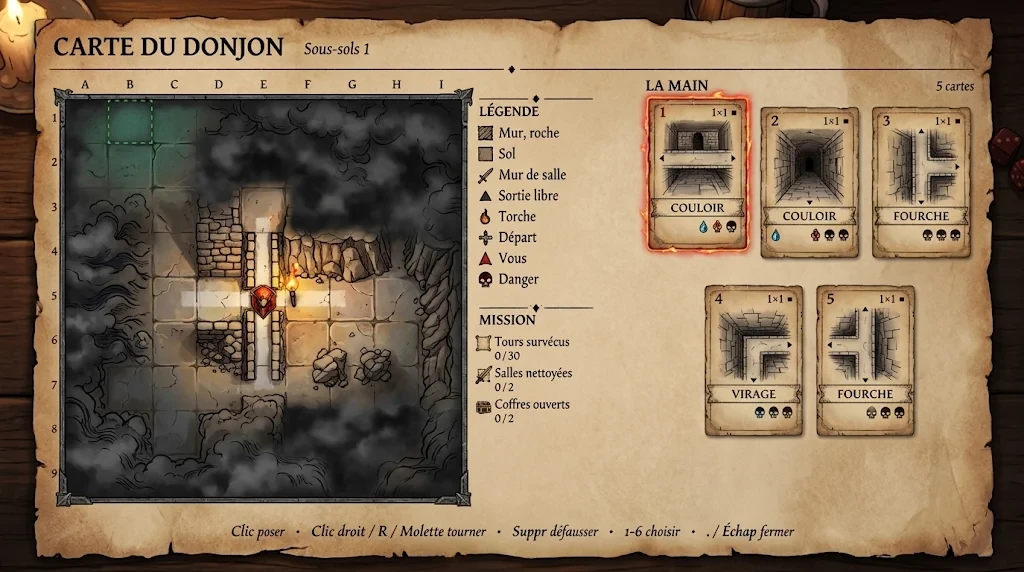 CARTE DU DONJON Sous-sols 1
A B C D E F G H I
1
2
3
4
5
6
7
8
9
LÉGENDE
Mur, roche
Sol
Mur de salle
Sortie libre
Torche
Départ
Vous
Danger
MISSION
Tours survécus
0/30
Salles nettoyées
0/2
Coffres ouverts
0/2
LA MAIN 5 cartes
1 1×1
COULOIR
2 1×1
COULOIR
3 1×1
FOURCHE
4 1×1
VIRAGE
5 1×1
FOURCHE
Clic poser • Clic droit / R / Molette tourner • Suppr défausser • 1-6 choisir • . / Échap fermer